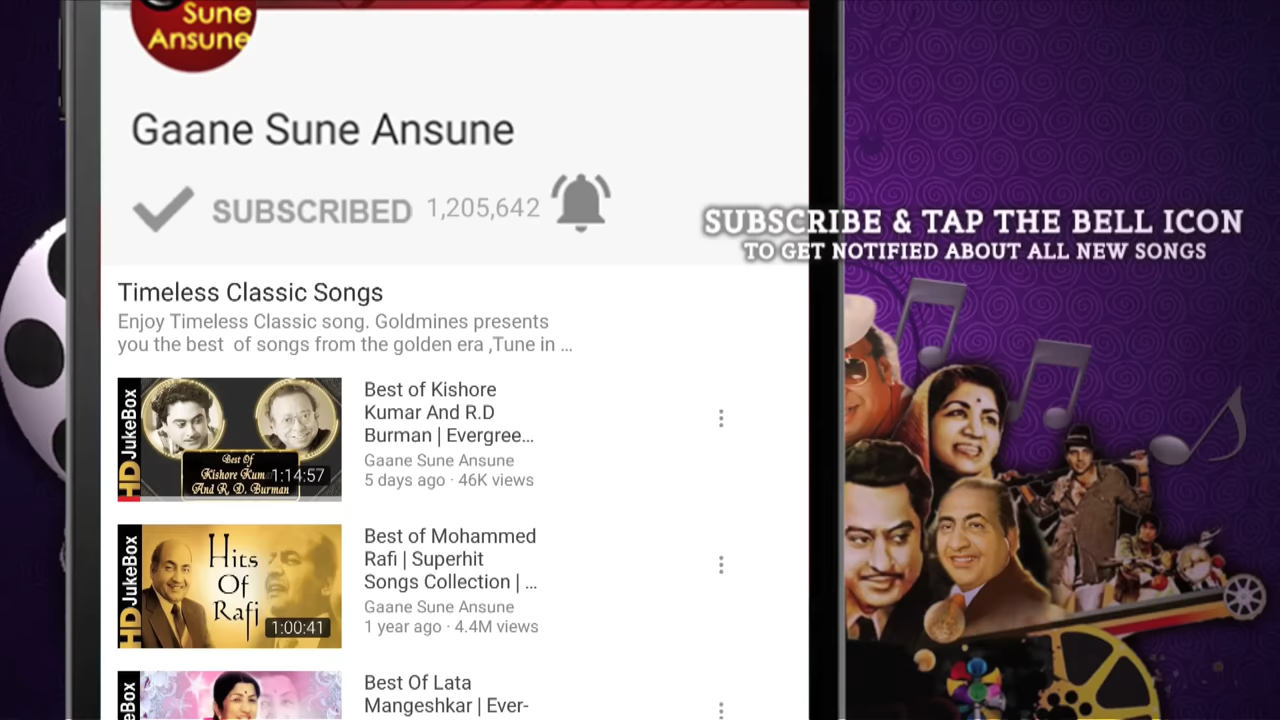 Sune
Ansune
Gaane Sune Ansune
SUBSCRIBED 1,205,642
SUBSCRIBE & TAP THE BELL ICON
TO GET NOTIFIED ABOUT ALL NEW SONGS
Timeless Classic Songs
Enjoy Timeless Classic song. Goldmines presents
you the best of songs from the golden era ,Tune in ...
HD JukeBox
Best Of
Kishore Kum
And R. D. Burman
1:14:57
Best of Kishore
Kumar And R.D
Burman | Evergree...
Gaane Sune Ansune
5 days ago · 46K views
HD JukeBox
Hits
Of
Rafi
1:00:41
Best of Mohammed
Rafi | Superhit
Songs Collection | ...
Gaane Sune Ansune
1 year ago · 4.4M views
eBox
Best Of Lata
Mangeshkar | Ever-